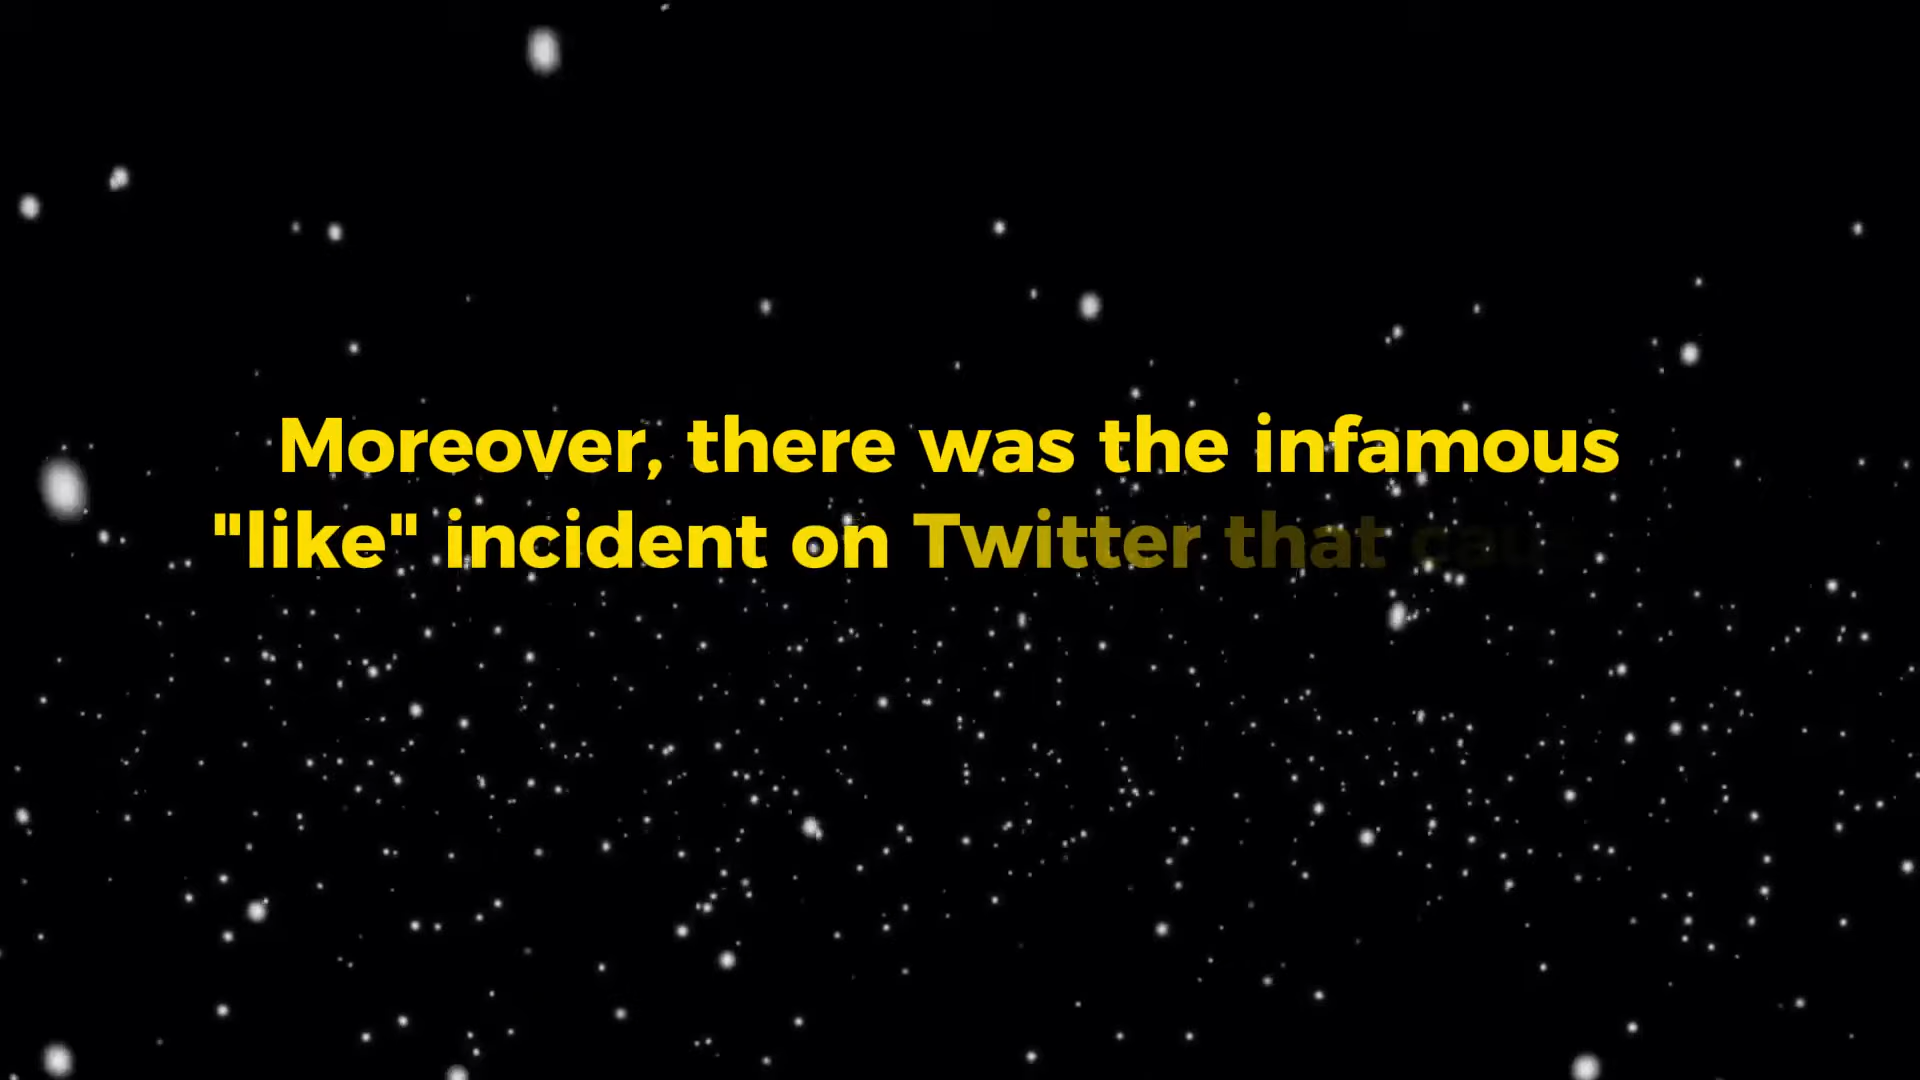 Moreover, there was the infamous
"like" incident on Twitter that